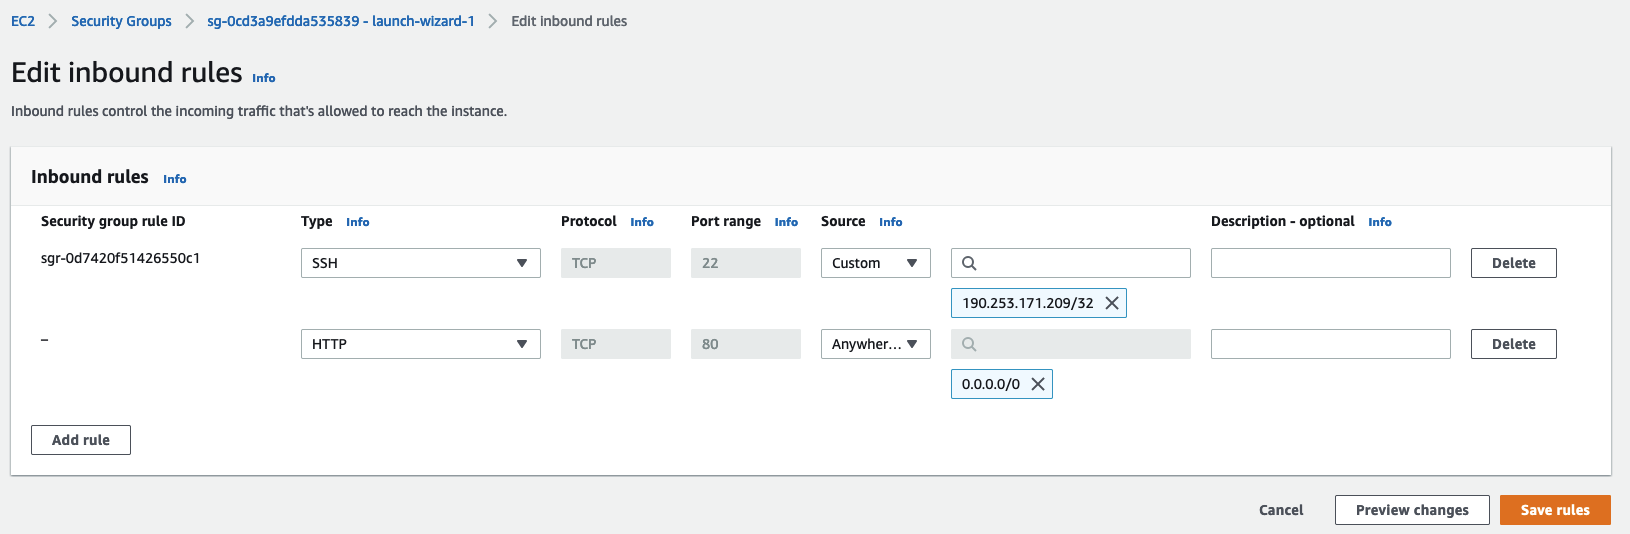 EC2 > Security Groups > sg-0cd3a9efdda535839 - launch-wizard-1 > Edit inbound rules
Edit inbound rules Info
Inbound rules control the incoming traffic that's allowed to reach the instance.
Inbound rules Info
Security group rule ID Type Info Protocol Info Port range Info Source Info Description - optional Info
sgr-0d7420f51426550c1 SSH TCP 22 Custom Delete
190.253.171.209/32
– HTTP TCP 80 Anywher... Delete
0.0.0.0/0
Add rule
Cancel Preview changes Save rules